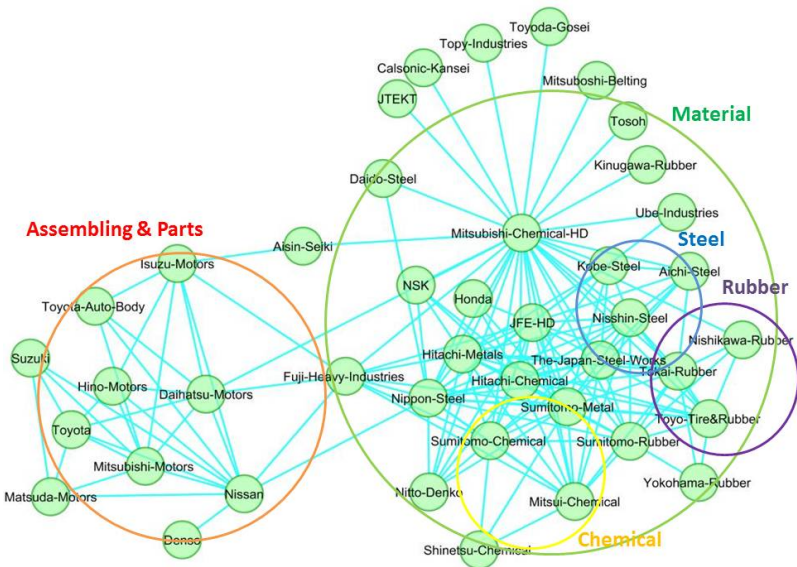 Toyoda-Gosei
Topy-Industries
Calsonic-Kansei
Mitsuboshi-Belting
JTEKT
Material
Tosoh
Kinugawa-Rubber
Daido-Steel
Ube-Industries
Assembling & Parts
Mitsubishi-Chemical-HD
Steel
Aisin-Seiki
Isuzu-Motors
Kobe-Steel
Aichi-Steel
Rubber
NSK
Honda
Toyota-Auto-Body
JFE-HD
Nisshin-Steel
Nishikawa-Rubber
Suzuki
Hitachi-Metals
The-Japan-Steel-Works
Tokai-Rubber
Fuji-Heavy-Industries
Hitachi-Chemical
Hino-Motors
Daihatsu-Motors
Nippon-Steel
Sumitomo-Metal
Toyo-Tire&Rubber
Toyota
Sumitomo-Chemical
Sumitomo-Rubber
Mitsubishi-Motors
Yokohama-Rubber
Matsuda-Motors
Nissan
Nitto-Denko
Mitsui-Chemical
Denso
Shinetsu-Chemical
Chemical